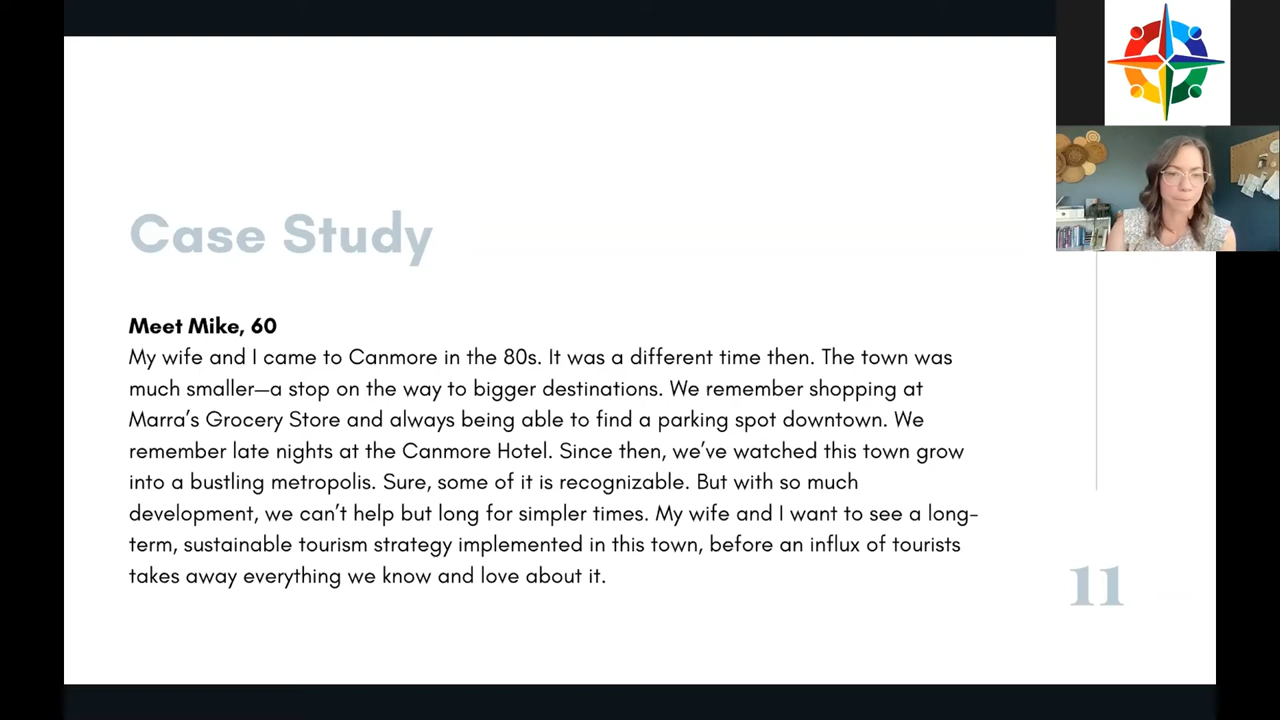 Case Study
Meet Mike, 60
My wife and I came to Canmore in the 80s. It was a different time then. The town was
much smaller—a stop on the way to bigger destinations. We remember shopping at
Marra's Grocery Store and always being able to find a parking spot downtown. We
remember late nights at the Canmore Hotel. Since then, we've watched this town grow
into a bustling metropolis. Sure, some of it is recognizable. But with so much
development, we can't help but long for simpler times. My wife and I want to see a long-
term, sustainable tourism strategy implemented in this town, before an influx of tourists
takes away everything we know and love about it.
11